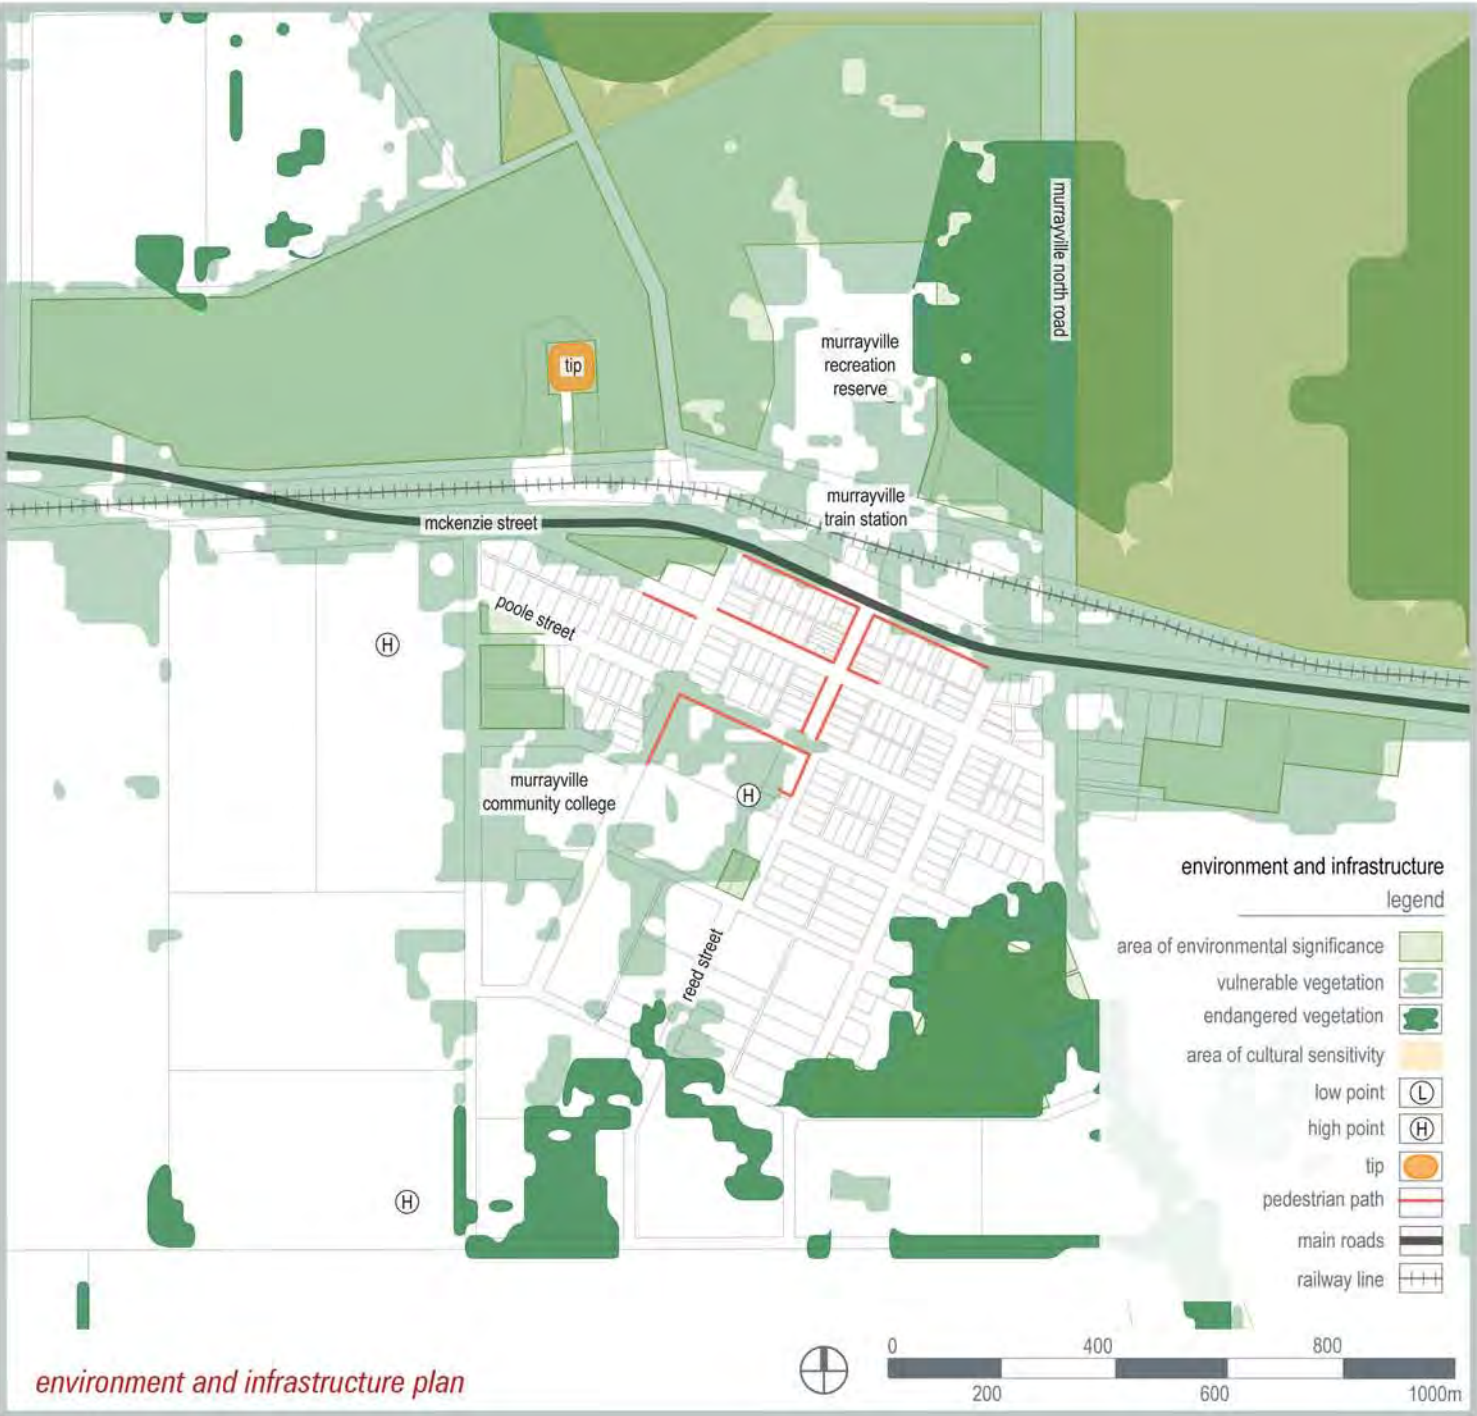 murrayville north road
tip
murrayville
recreation
reserve
murrayville
train station
mckenzie street
poole street
H
murrayville
community college
H
reed street
H
environment and infrastructure
legend
area of environmental significance
vulnerable vegetation
endangered vegetation
area of cultural sensitivity
low point L
high point H
tip
pedestrian path
main roads
railway line
environment and infrastructure plan
0 400 800
200 600 1000m